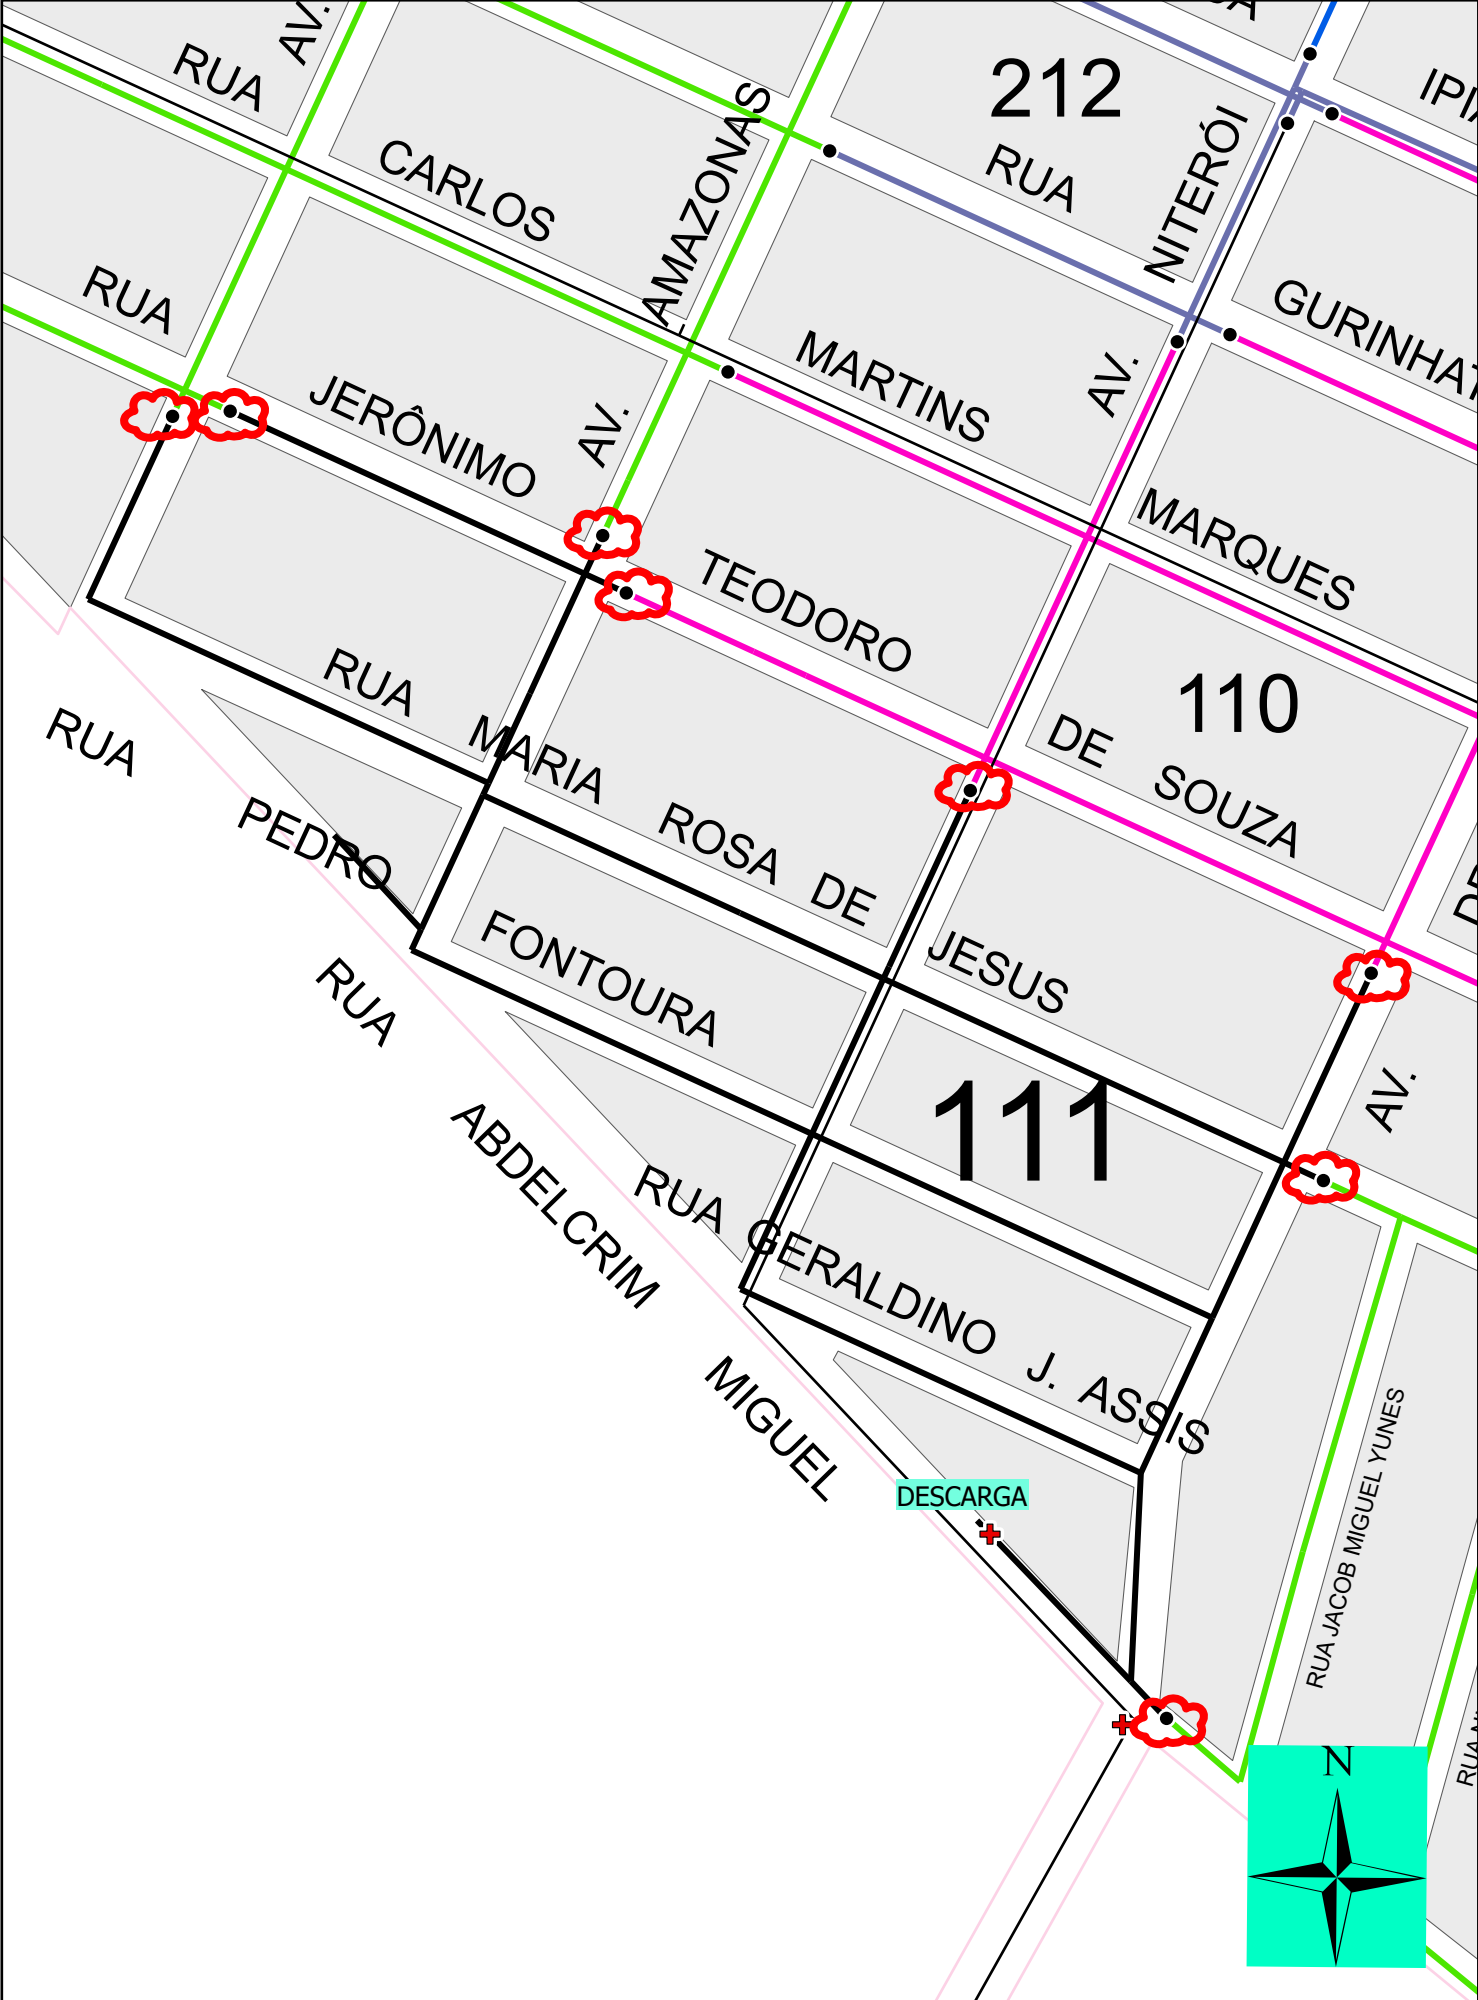 AV.
RUA
CARLOS
MARTINS
MARQUES
AMAZONAS
AV.
212
RUA
GURINHAT
NITERÓI
AV.
RUA
JERÔNIMO
TEODORO
DE
SOUZA
110
RUA
MARIA
ROSA
DE
JESUS
AV.
RUA
PEDRO
FONTOURA
111
RUA
ABDELCRIM
MIGUEL
RUA
GERALDINO
J.
ASSIS
DESCARGA
RUA JACOB MIGUEL YUNES
N